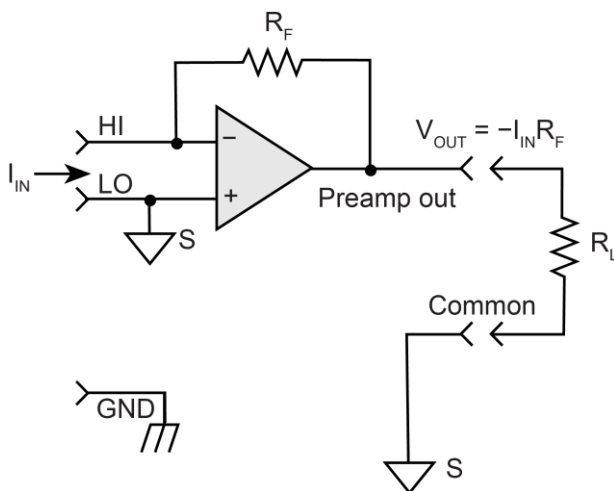 R_F
HI
V_OUT = −I_IN R_F
−
I_IN
LO
+
Preamp out
S
R_L
Common
GND
S